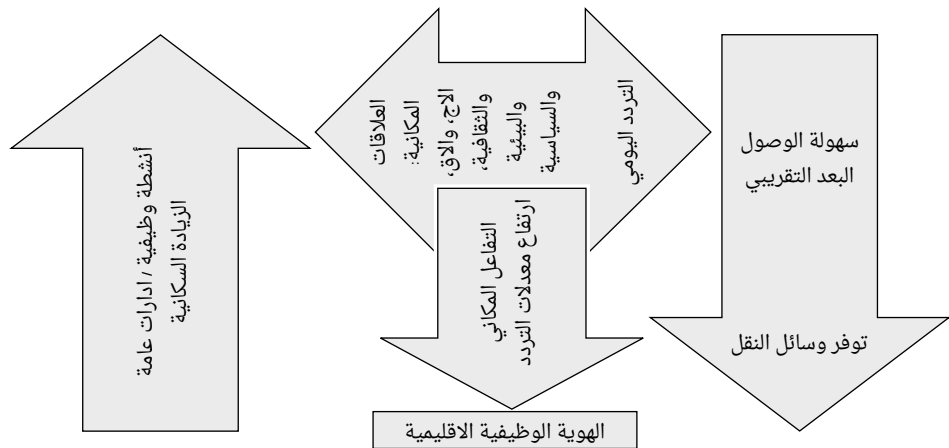 سهولة الوصول
البعد التقريبي
توفر وسائل النقل
التردد اليومي
العلاقات
المكانية:
الاج، والاق،
والثقافية،
والبيئية
والسياسية
التفاعل المكاني
ارتفاع معدلات التردد
أنشطة وظيفية / ادارات عامة
الزيادة السكانية
الهوية الوظيفية الاقليمية